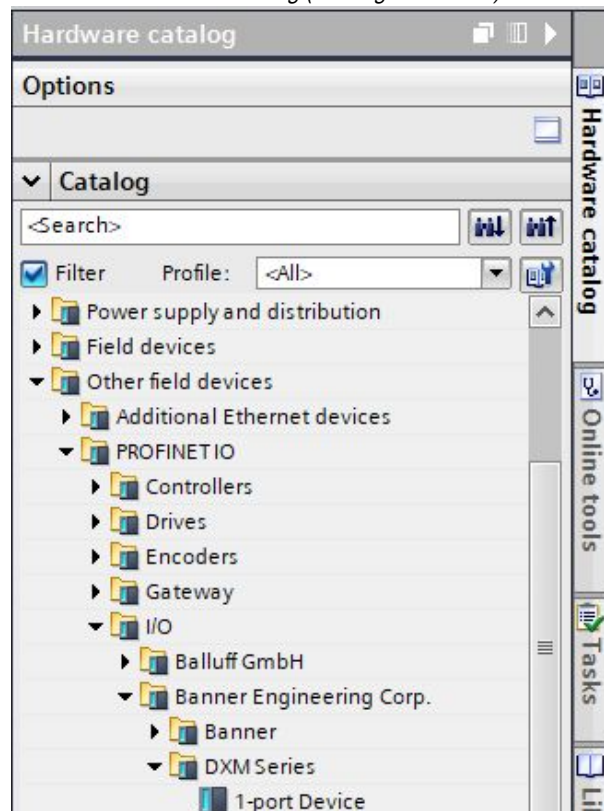 Hardware catalog
Options
Catalog
<Search>
Filter Profile: <All>
Power supply and distribution
Field devices
Other field devices
Additional Ethernet devices
PROFINET IO
Controllers
Drives
Encoders
Gateway
I/O
Balluff GmbH
Banner Engineering Corp.
Banner
DXM Series
1-port Device
Hardware catalog
Online tools
Tasks